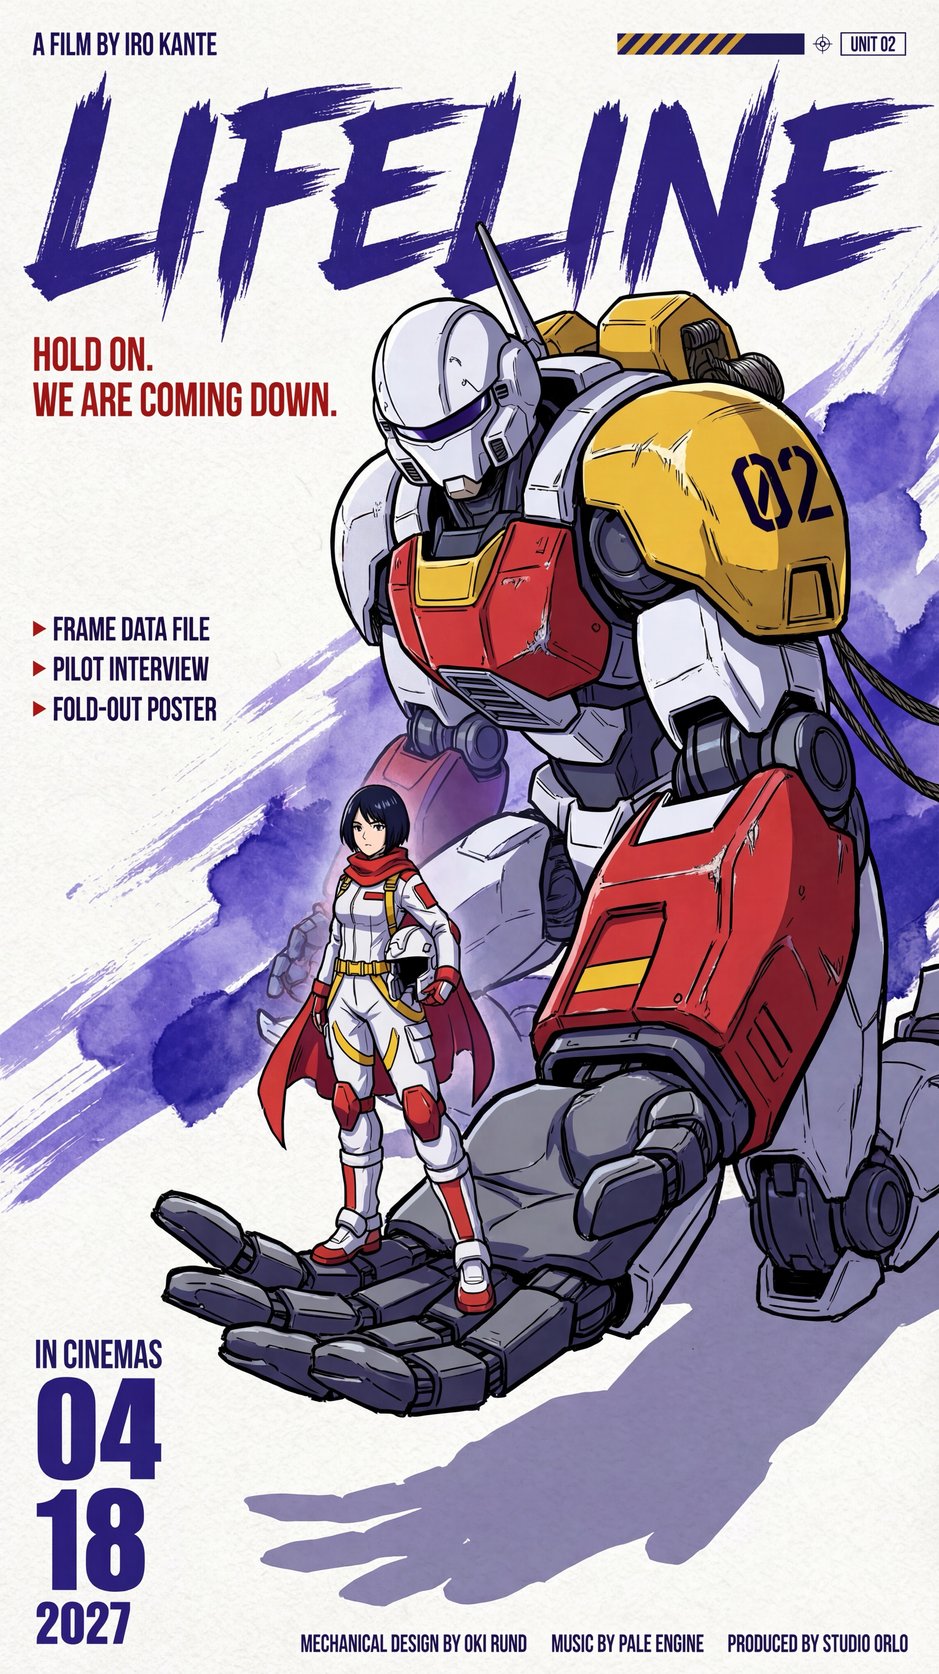 A FILM BY IRO KANTE
UNIT 02
LIFELINE
HOLD ON.
WE ARE COMING DOWN.
02
FRAME DATA FILE
PILOT INTERVIEW
FOLD-OUT POSTER
IN CINEMAS
04
18
2027
MECHANICAL DESIGN BY OKI RUND MUSIC BY PALE ENGINE PRODUCED BY STUDIO ORLO